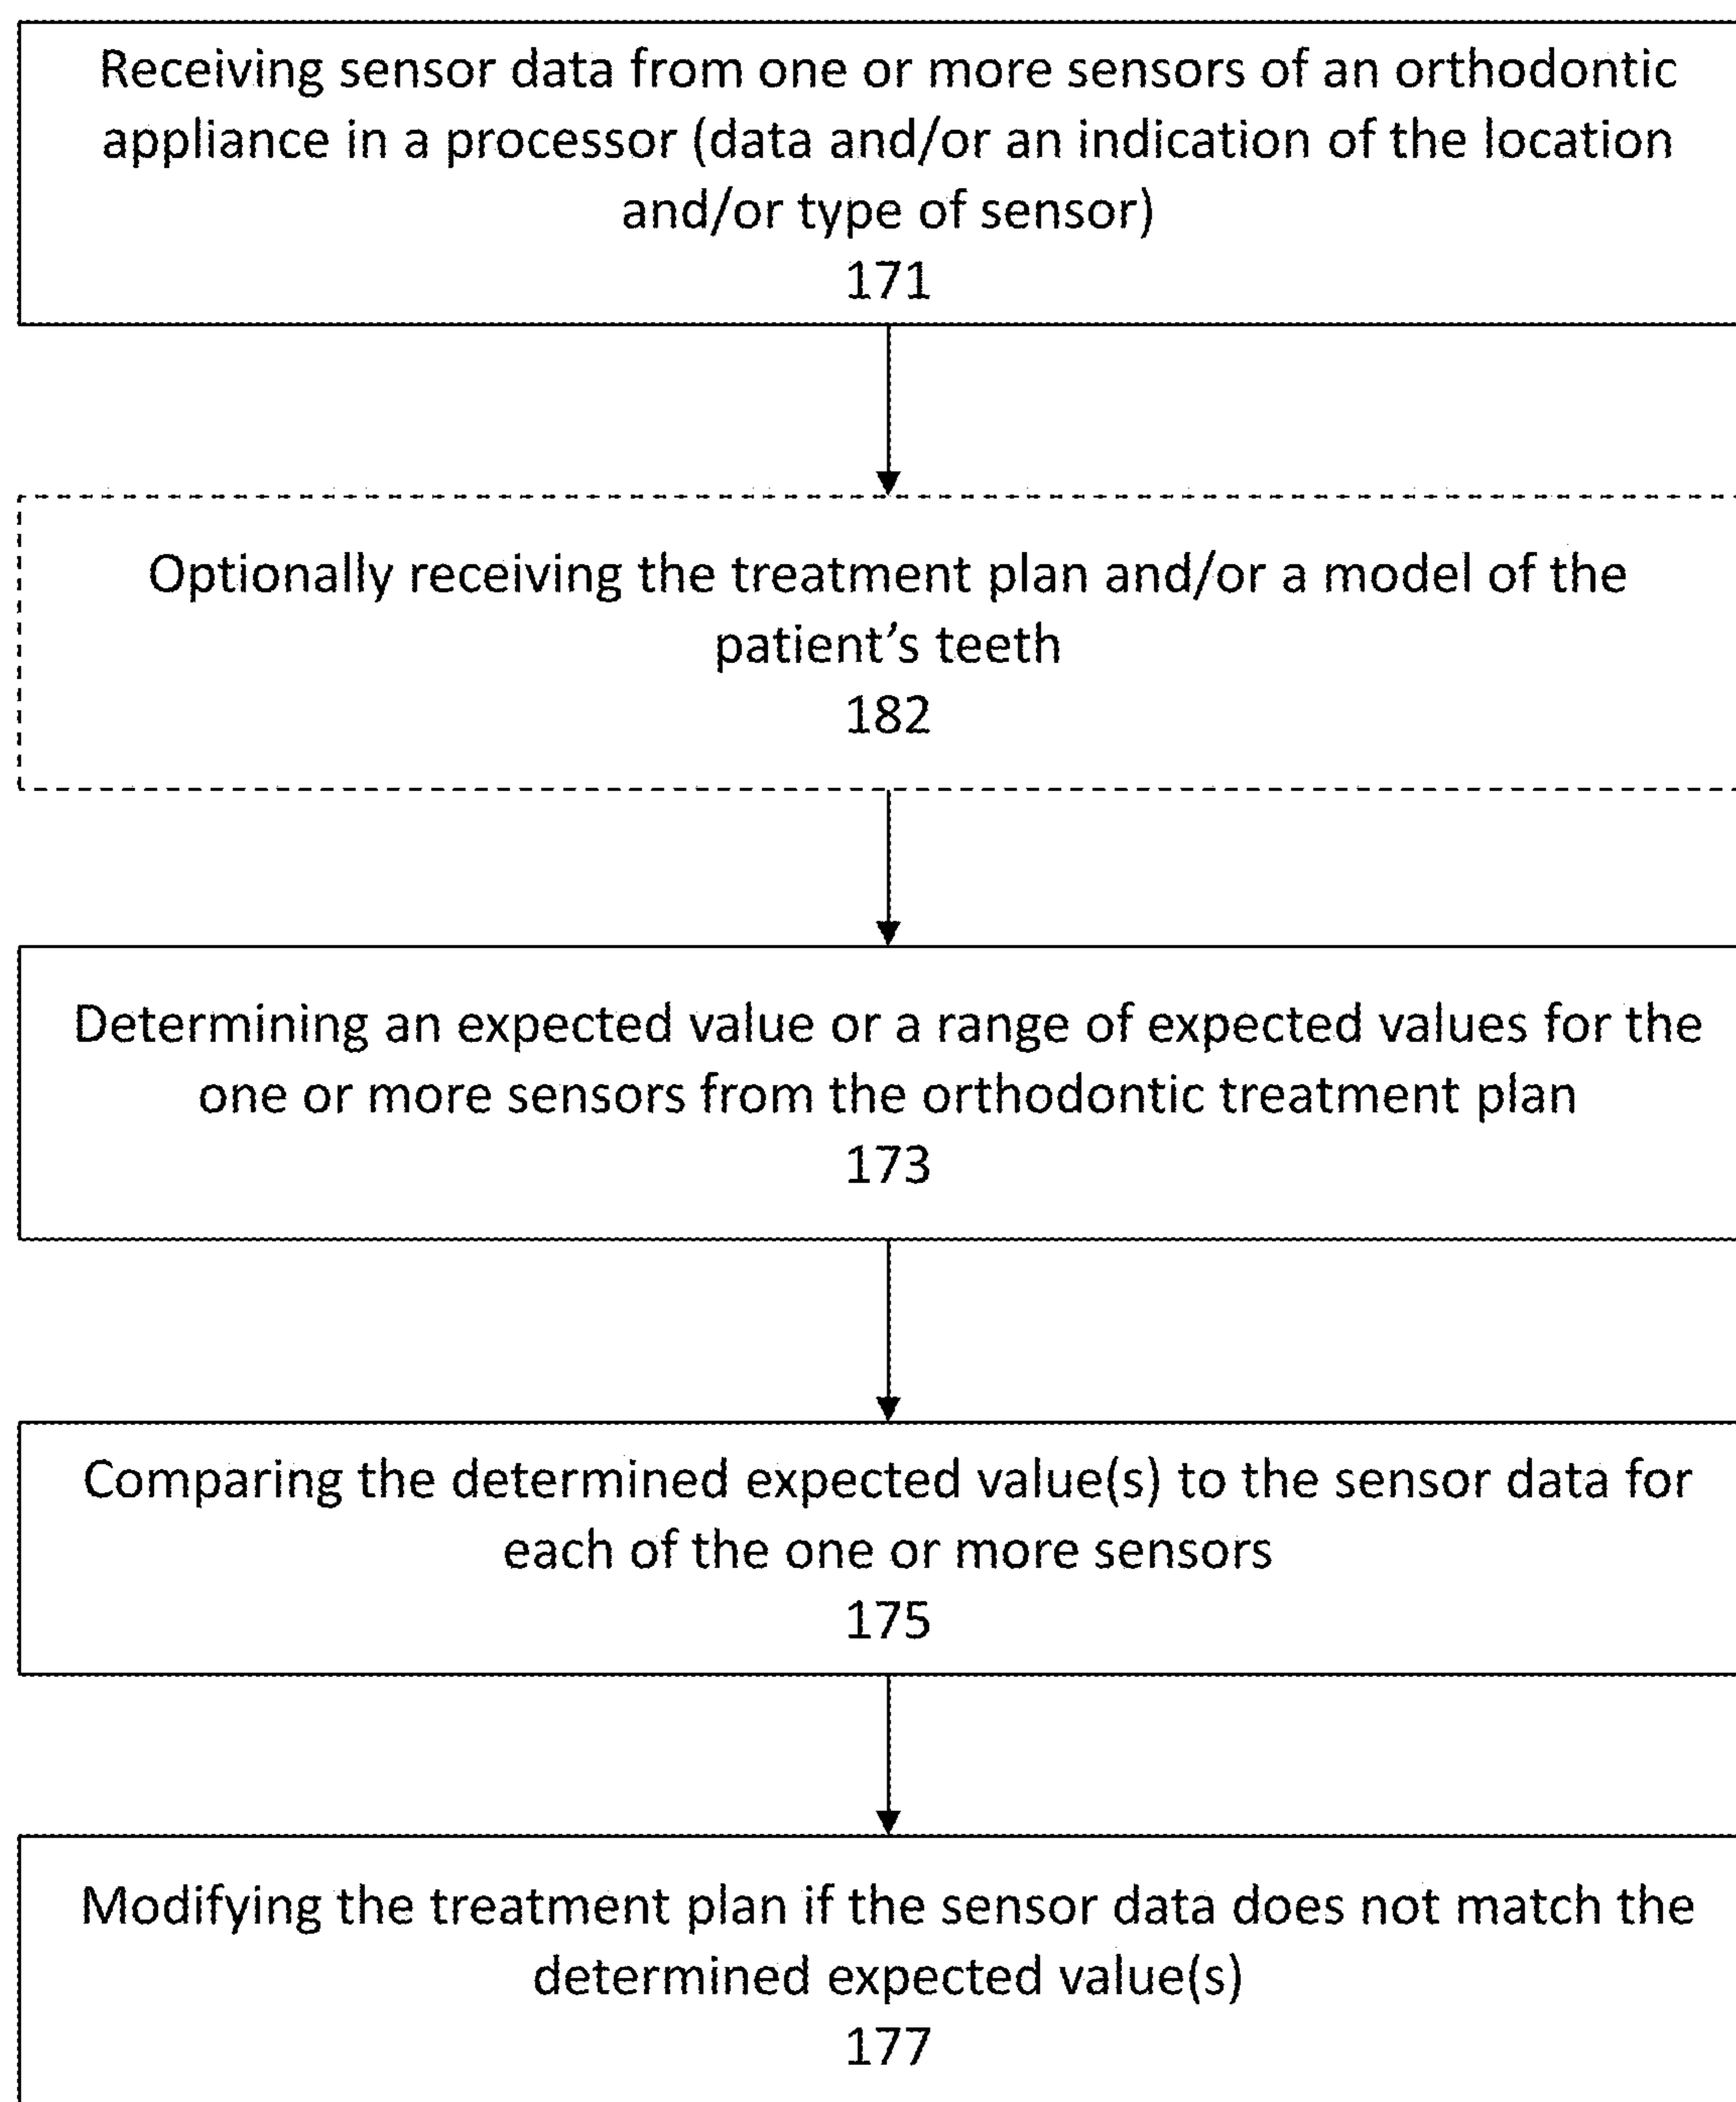 Receiving sensor data from one or more sensors of an orthodontic
appliance in a processor (data and/or an indication of the location
and/or type of sensor)
171
Optionally receiving the treatment plan and/or a model of the
patient's teeth
182
Determining an expected value or a range of expected values for the
one or more sensors from the orthodontic treatment plan
173
Comparing the determined expected value(s) to the sensor data for
each of the one or more sensors
175
Modifying the treatment plan if the sensor data does not match the
determined expected value(s)
177